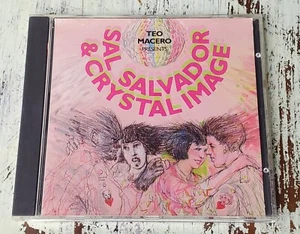 TEO
MACERO
PRESENTS
SAL SALVADOR
& CRYSTAL IMAGE